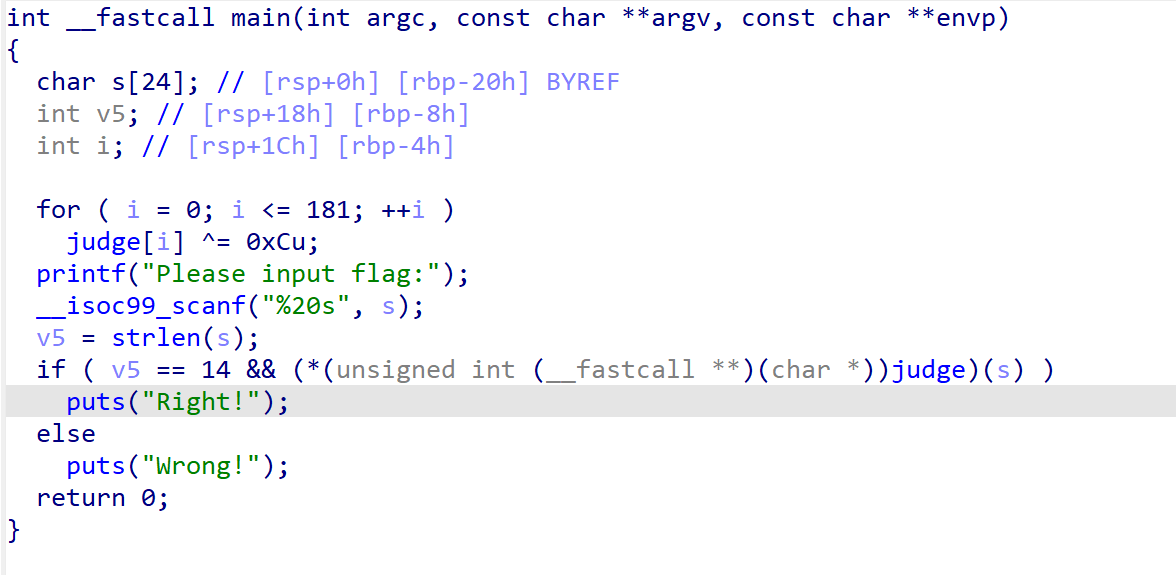 int __fastcall main(int argc, const char **argv, const char **envp)
{
  char s[24]; // [rsp+0h] [rbp-20h] BYREF
  int v5; // [rsp+18h] [rbp-8h]
  int i; // [rsp+1Ch] [rbp-4h]

  for ( i = 0; i <= 181; ++i )
    judge[i] ^= 0xCu;
  printf("Please input flag:");
  __isoc99_scanf("%20s", s);
  v5 = strlen(s);
  if ( v5 == 14 && (*(unsigned int (__fastcall **)(char *))judge)(s) )
    puts("Right!");
  else
    puts("Wrong!");
  return 0;
}